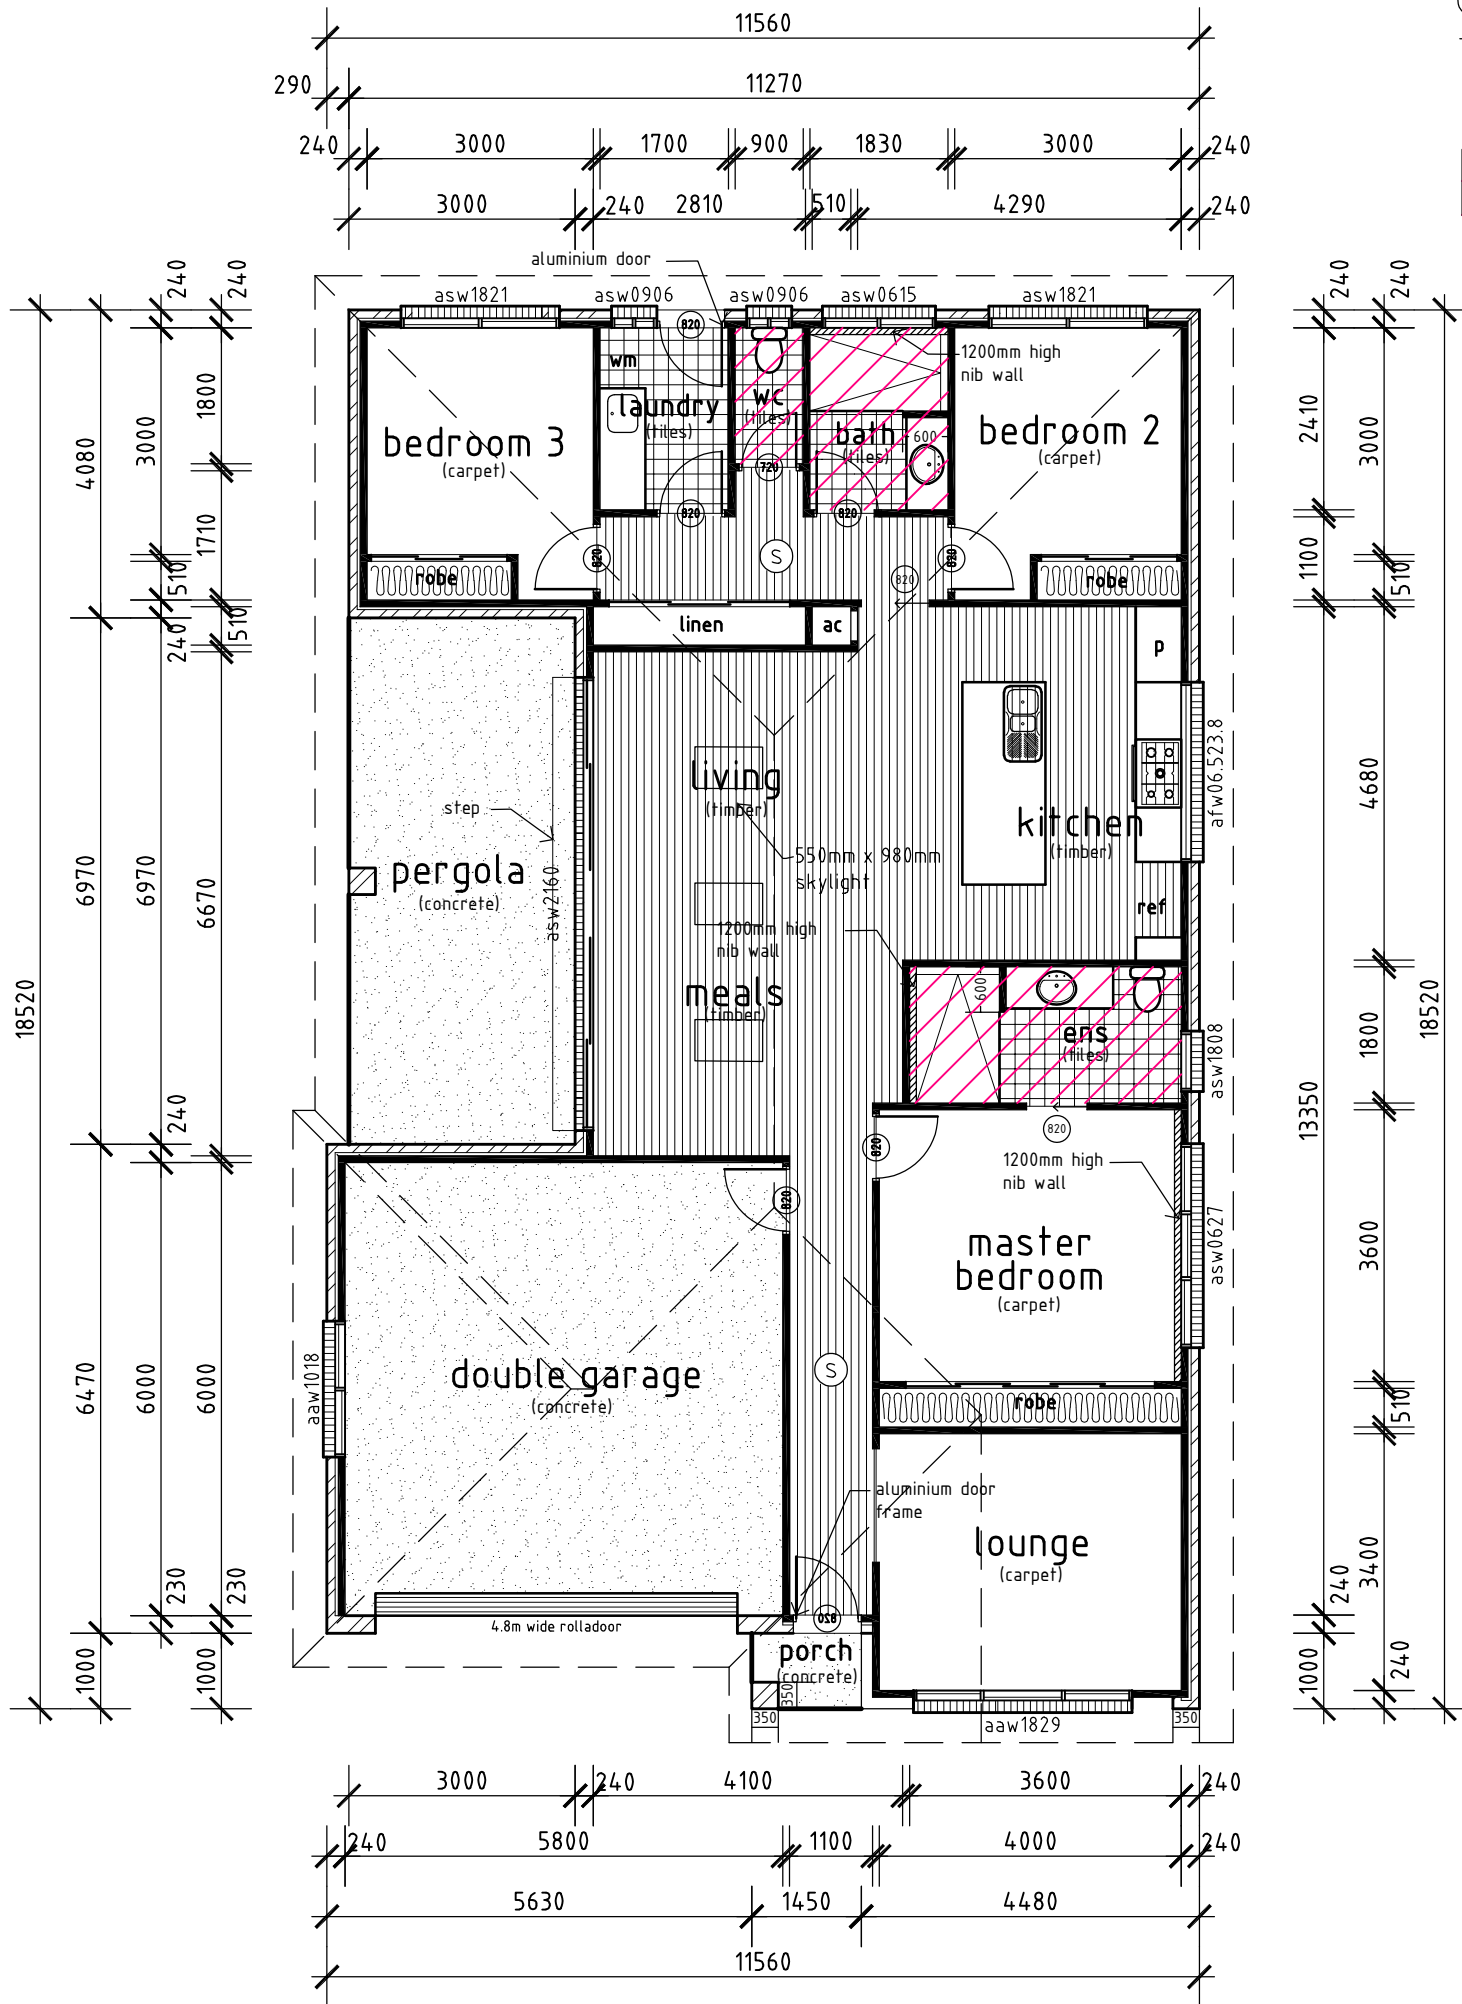 11560
290
11270
240
3000
1700
900
1830
3000
240
3000
240
2810
510
4290
240
aluminium door
240
240
240
240
asw1821
asw0906
asw0906
asw0615
asw1821
820
wm
1200mm high
nib wall
laundry
(tiles)
wc
(tiles)
bath
(tiles)
600
bedroom 3
(carpet)
bedroom 2
(carpet)
4080
3000
1800
2410
3000
720
820
820
1710
S
820
820
820
1100
510
510
robe
robe
510
240
linen
ac
p
living
(timber)
afw06.523.8
step
kitchen
(timber)
4680
550mm x 980mm
skylight
pergola
(concrete)
asw2160
6970
6970
6670
ref
1200mm high
nib wall
meals
(timber)
600
ens
(tiles)
asw1808
18520
18520
1800
13350
240
820
820
1200mm high
nib wall
820
master
bedroom
(carpet)
asw0627
3600
S
double garage
(concrete)
aaw1018
6470
6000
6000
robe
510
aluminium door
frame
lounge
(carpet)
3400
230
230
240
4.8m wide rolladoor
820
porch
(concrete)
1000
1000
1000
240
350
350
350
aaw1829
3000
240
4100
3600
240
240
5800
1100
4000
240
5630
1450
4480
11560